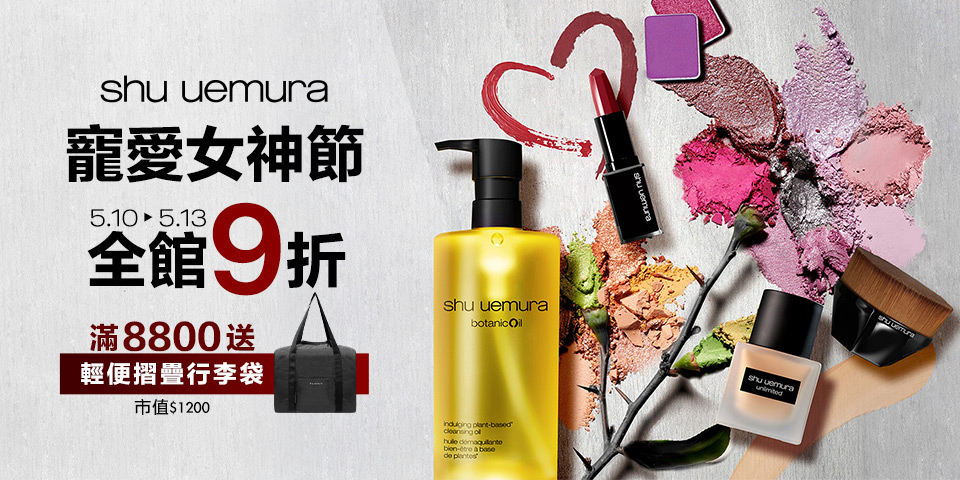 shu uemura
寵愛女神節
5.10 ▸ 5.13
全館9折
滿8800送
輕便摺疊行李袋
市值$1200
shu uemura
shu uemura
botanicOil
indulging plant-based*
cleansing oil
huile démaquillante
bien-être à base
de plantes*
shu uemura
unlimited
shu uemura